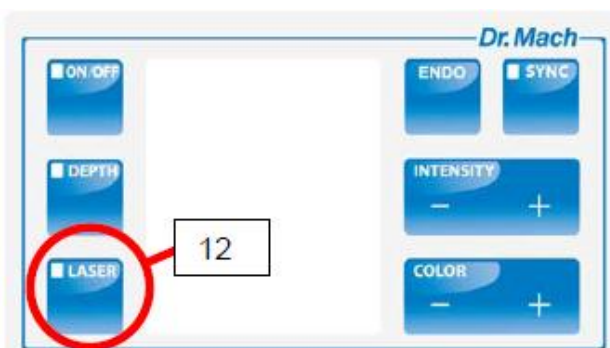 Dr. Mach
ON/OFF
ENDO
SYNC
DEPTH
INTENSITY
- +
12
LASER
COLOR
- +